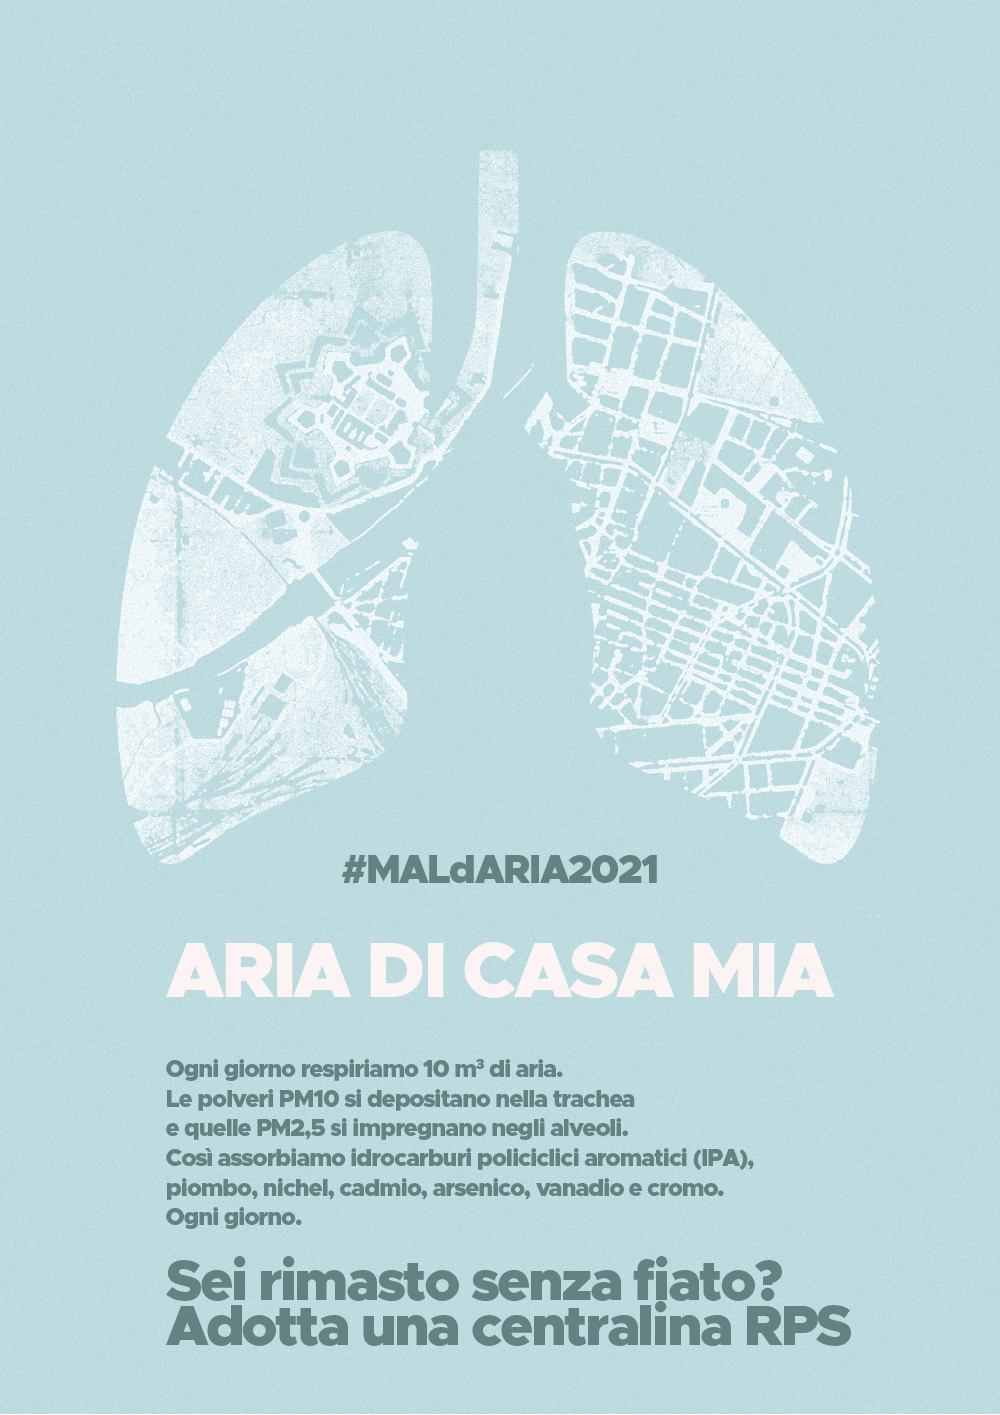 #MALdARIA2021
ARIA DI CASA MIA
Ogni giorno respiriamo 10 m³ di aria.
Le polveri PM10 si depositano nella trachea
e quelle PM2,5 si impregnano negli alveoli.
Così assorbiamo idrocarburi policiclici aromatici (IPA),
piombo, nichel, cadmio, arsenico, vanadio e cromo.
Ogni giorno.
Sei rimasto senza fiato?
Adotta una centralina RPS